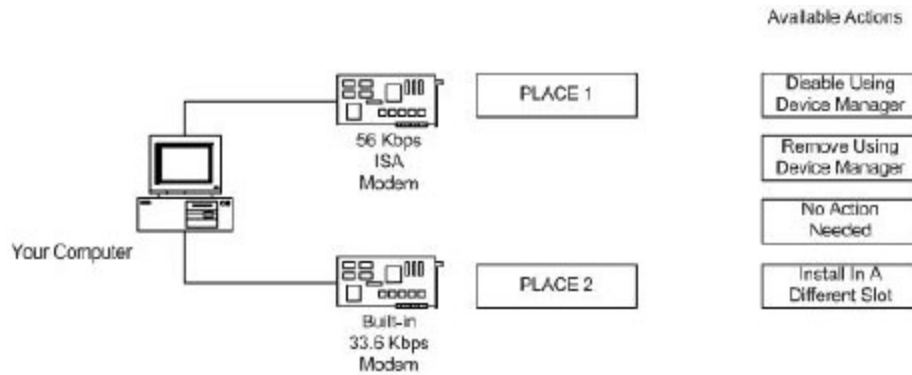 Available Actions
PLACE 1
Disable Using
Device Manager
56 Kbps
ISA
Modem
Remove Using
Device Manager
No Action
Needed
Your Computer
PLACE 2
Install In A
Different Slot
Built-in
33.6 Kbps
Modem